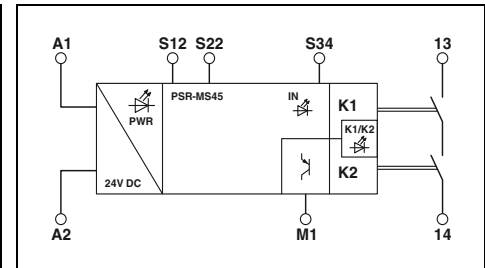 A1 S12 S22 S34 13
PSR-MS45 IN K1
PWR K1/K2
K2
24V DC
A2 M1 14